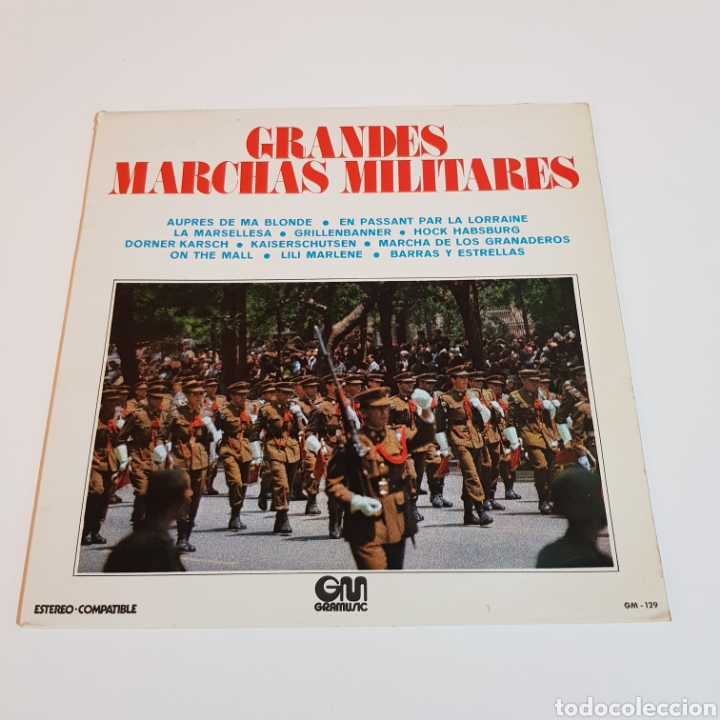 GRANDES
MARCHAS MILITARES
AUPRES DE MA BLONDE • EN PASSANT PAR LA LORRAINE
LA MARSELLESA • GRILLENBANNER • HOCK HABSBURG
DORNER KARSCH • KAISERSCHUTSEN • MARCHA DE LOS GRANADEROS
ON THE MALL • LILI MARLENE • BARRAS Y ESTRELLAS
ESTEREO·COMPATIBLE
GM
GRAMUSIC
GM - 129
todocoleccion